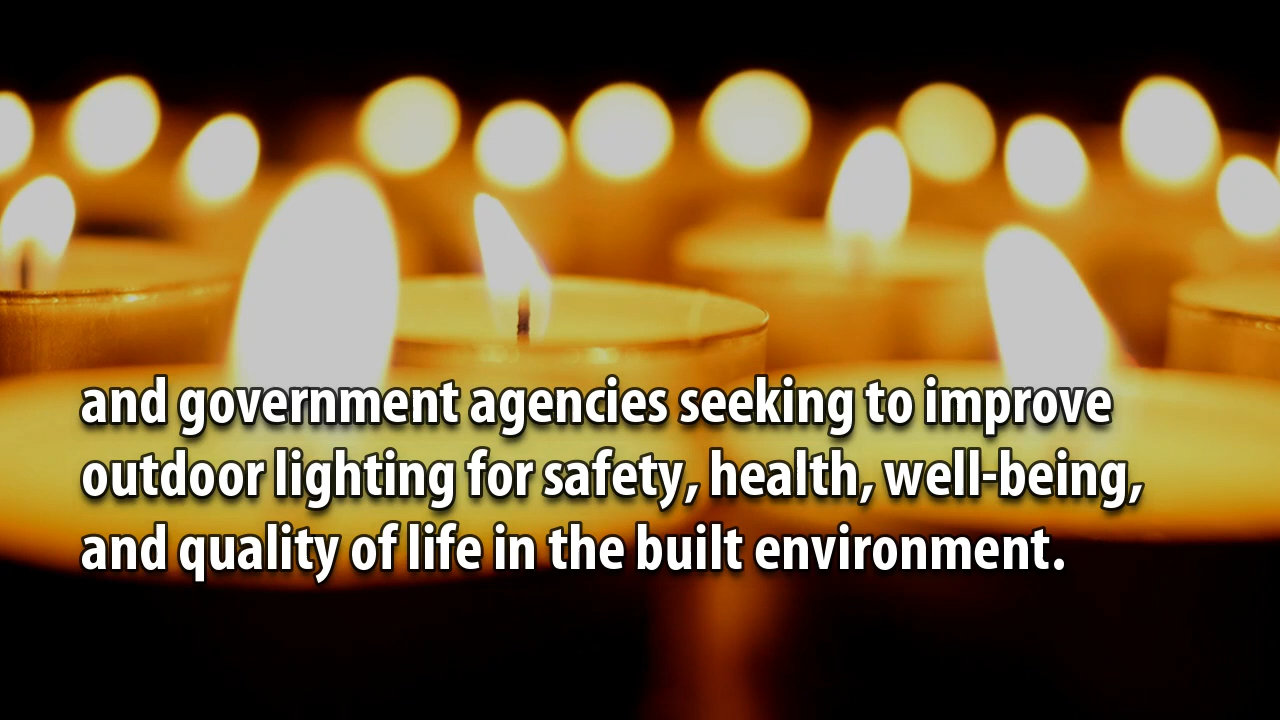 and government agencies seeking to improve
outdoor lighting for safety, health, well-being,
and quality of life in the built environment.